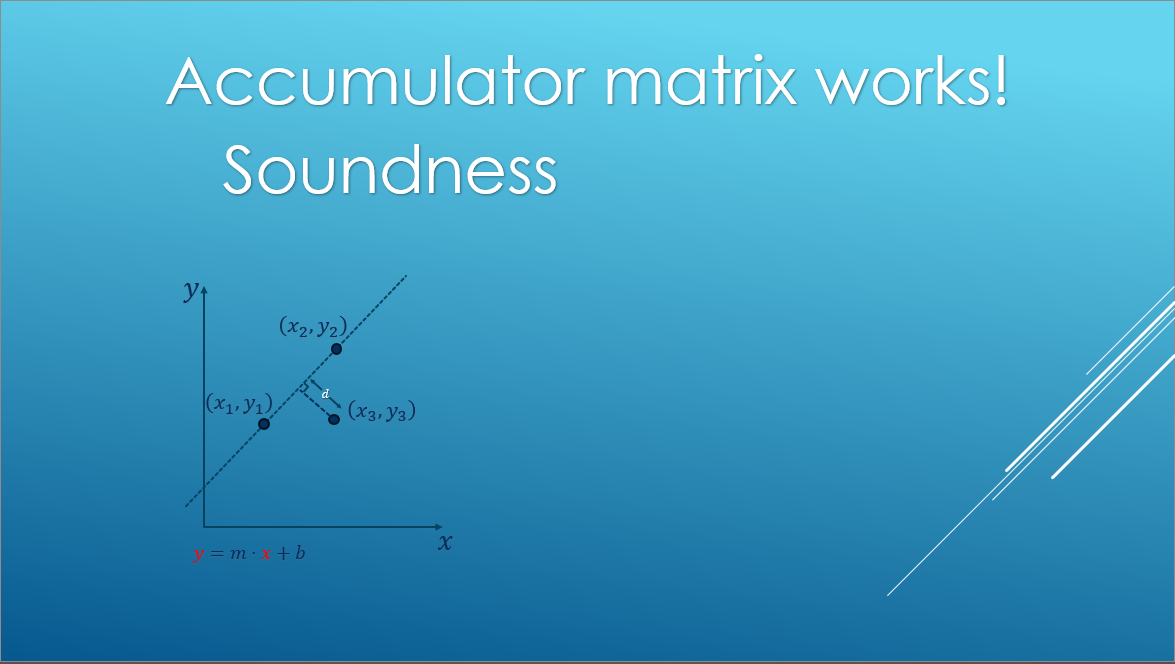 Accumulator matrix works!
Soundness
y
(x₂, y₂)
d
(x₁, y₁)
(x₃, y₃)
x
y = m · x + b